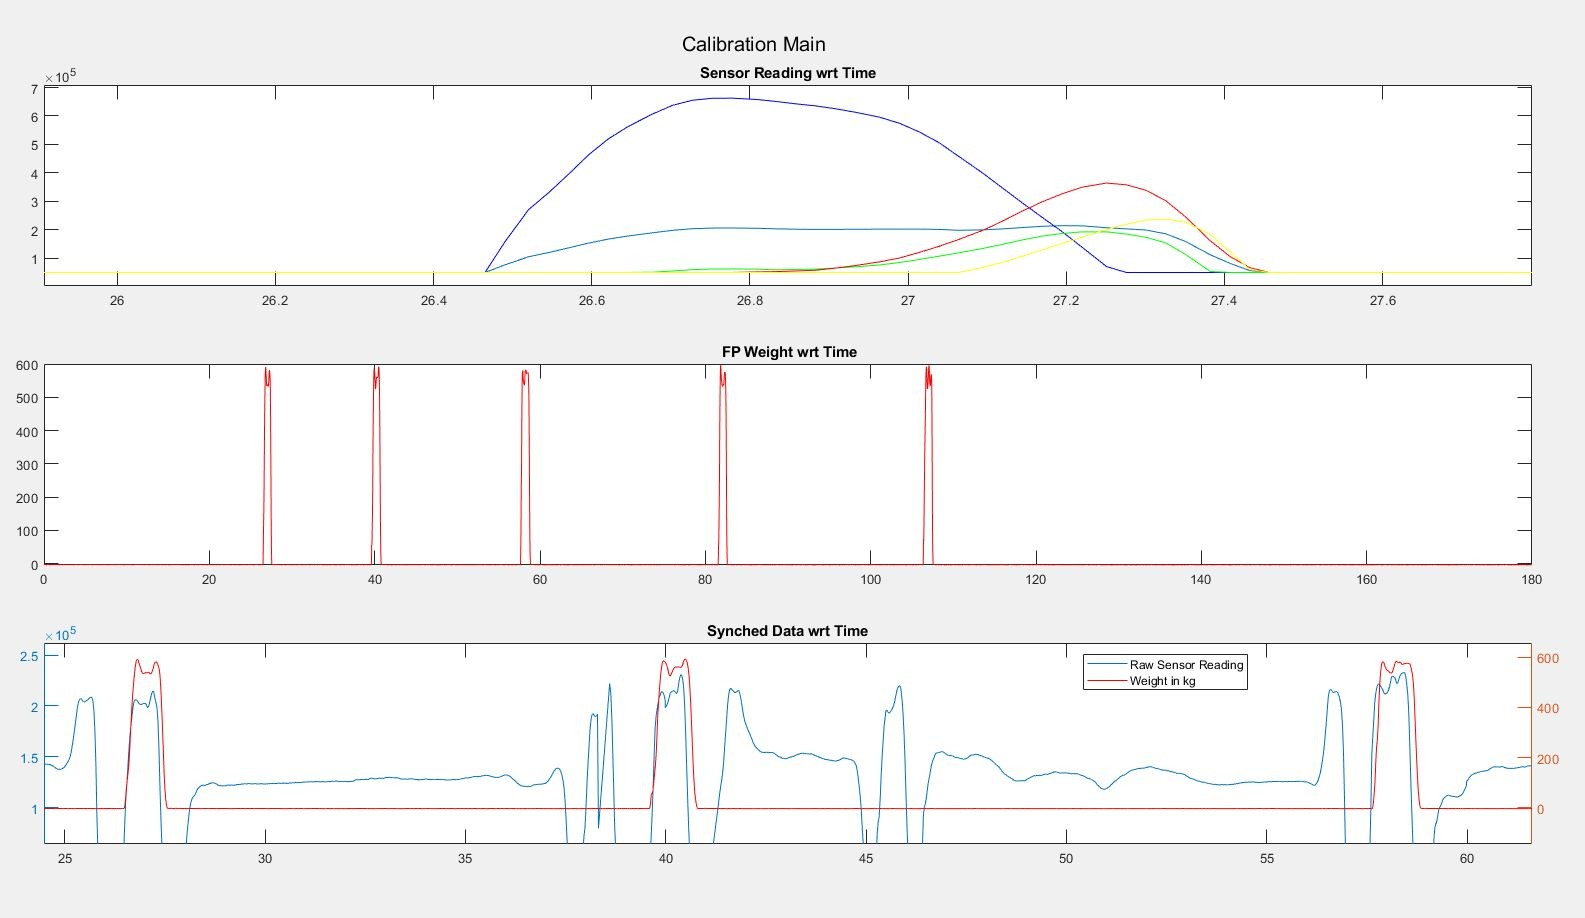 Calibration Main
Sensor Reading wrt Time
×10^5
7
6
5
4
3
2
1
26 26.2 26.4 26.6 26.8 27 27.2 27.4 27.6
FP Weight wrt Time
600
500
400
300
200
100
0
0 20 40 60 80 100 120 140 160 180
Synched Data wrt Time
×10^5
2.5
2
1.5
1
Raw Sensor Reading
Weight in kg
600
400
200
0
25 30 35 40 45 50 55 60